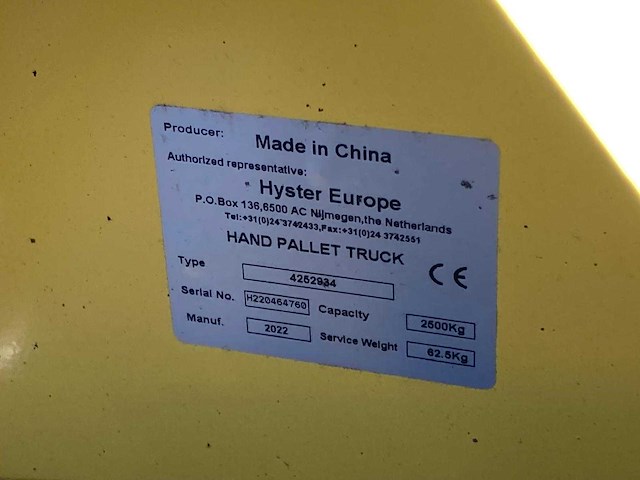 Producer: Made in China
Authorized representative:
Hyster Europe
P.O.Box 136,6500 AC Nijmegen,the Netherlands
Tel:+31(0)24 3742433,Fax:+31(0)24 3742551
HAND PALLET TRUCK
CE
Type 4252934
Serial No. H220464760 Capacity 2500Kg
Manuf. 2022 Service Weight 62.5Kg